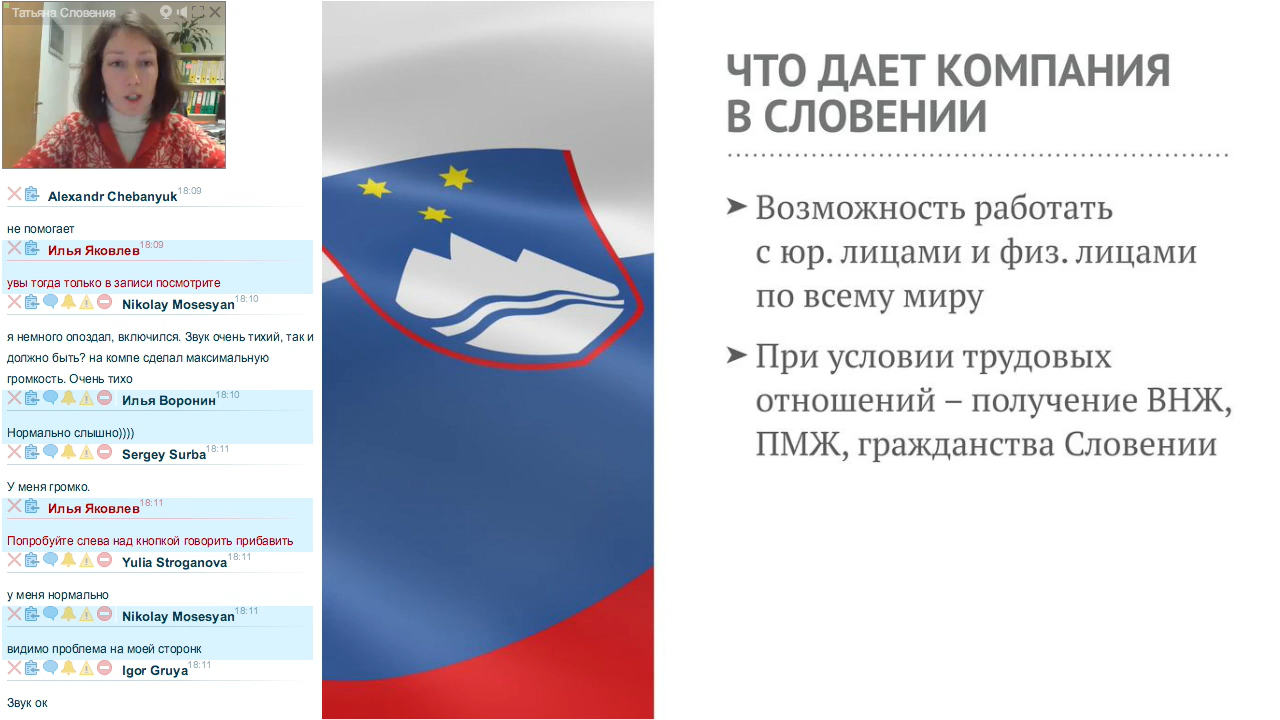 Татьяна Словения
Alexandr Chebanyuk 18:09
не помогает
Илья Яковлев 18:09
увы тогда только в записи посмотрите
Nikolay Mosesyan 18:10
я немного опоздал, включился. Звук очень тихий, так и
должно быть? на компе сделал максимальную
громкость. Очень тихо
Илья Воронин 18:10
Нормально слышно))))
Sergey Surba 18:11
У меня громко.
Илья Яковлев 18:11
Попробуйте слева над кнопкой говорить прибавить
Yulia Stroganova 18:11
у меня нормально
Nikolay Mosesyan 18:11
видимо проблема на моей сторонк
Igor Gruya 18:11
Звук ок
ЧТО ДАЕТ КОМПАНИЯ
В СЛОВЕНИИ
Возможность работать
с юр. лицами и физ. лицами
по всему миру
При условии трудовых
отношений – получение ВНЖ,
ПМЖ, гражданства Словении